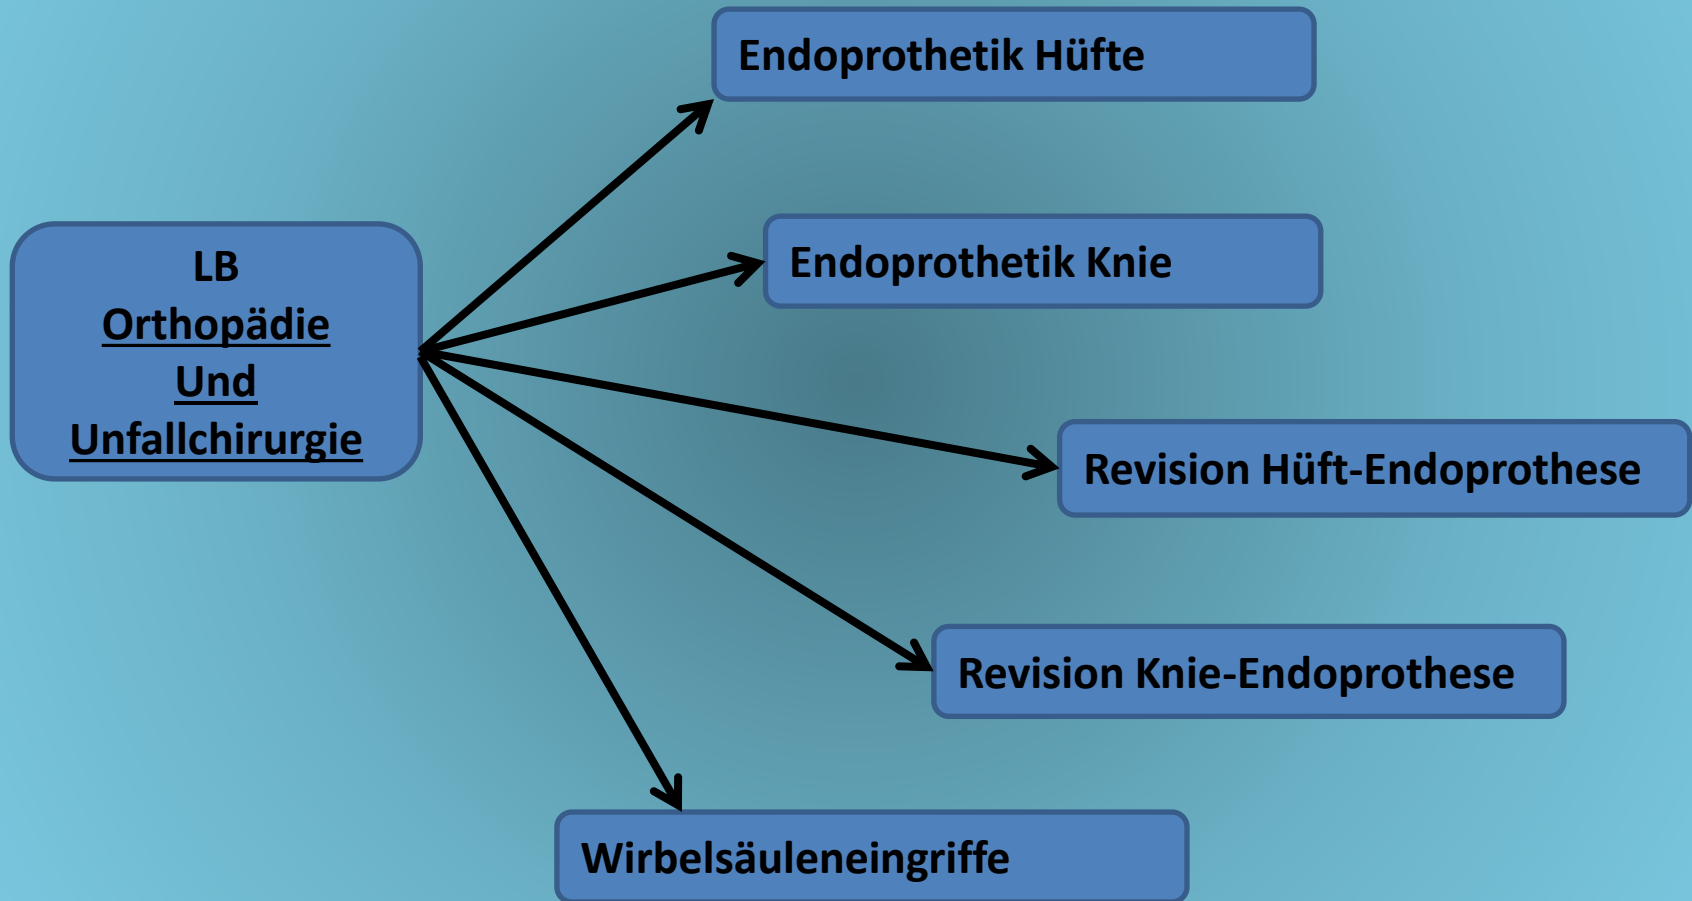 Endoprothetik Hüfte
LB
Orthopädie
Und
Unfallchirurgie
Endoprothetik Knie
Revision Hüft-Endoprothese
Revision Knie-Endoprothese
Wirbelsäuleneingriffe